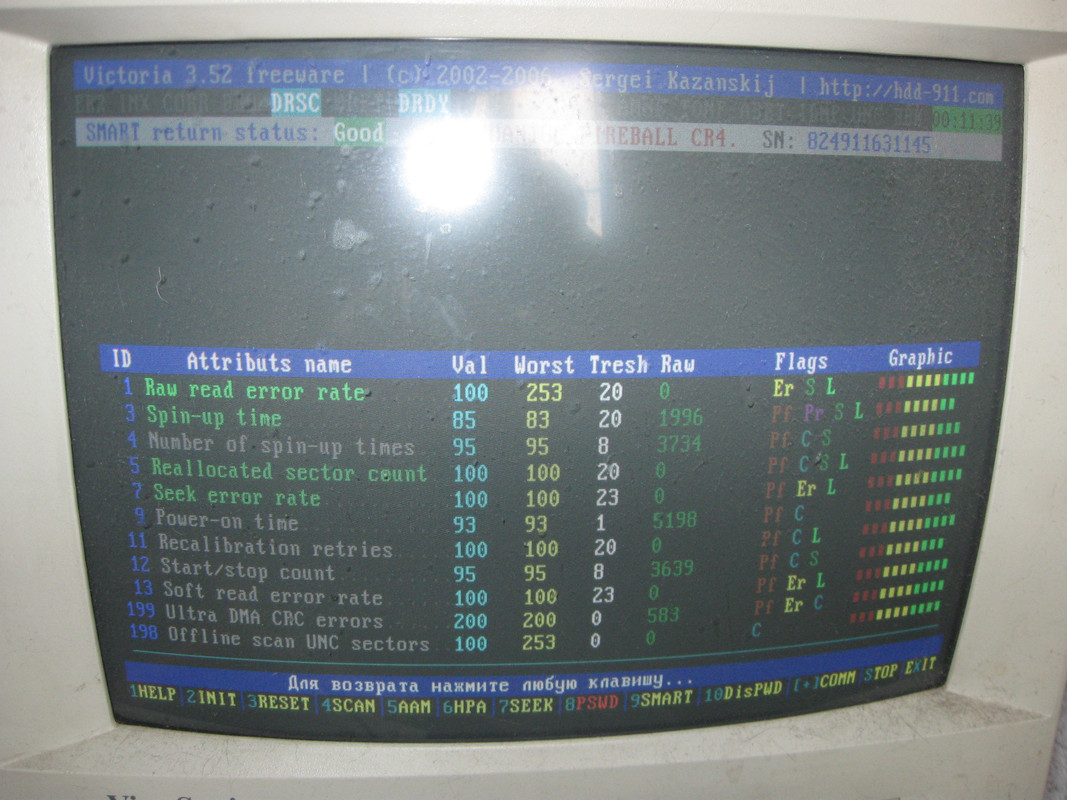 Victoria 3.52 freeware | (c) 2002-2006 Sergei Kazanskij | http://hdd-911.com
INX CORR DRSC DRDY 00:11:39
SMART return status: Good REBALL CR4. SN: 824911631145
ID Attributs name Val Worst Tresh Raw Flags Graphic
1 Raw read error rate 100 253 20 0 Er S L
3 Spin-up time 85 83 20 1996 Pf Pr S L
4 Number of spin-up times 95 95 8 3734 Pf C S
5 Reallocated sector count 100 100 20 0 Pf C S L
7 Seek error rate 100 100 23 0 Pf Er L
9 Power-on time 93 93 1 5198 Pf C
11 Recalibration retries 100 100 20 0 Pf C L
12 Start/stop count 95 95 8 3639 Pf C S
13 Soft read error rate 100 100 23 0 Pf Er L
199 Ultra DMA CRC errors 200 200 0 583 Pf Er C
198 Offline scan UNC sectors 100 253 0 0 C
Для возврата нажмите любую клавишу...
1HELP 2INIT 3RESET 4SCAN 5AAM 6HPA 7SEEK 8PSWD 9SMART 10DisPWD [+]COMM STOP EXIT